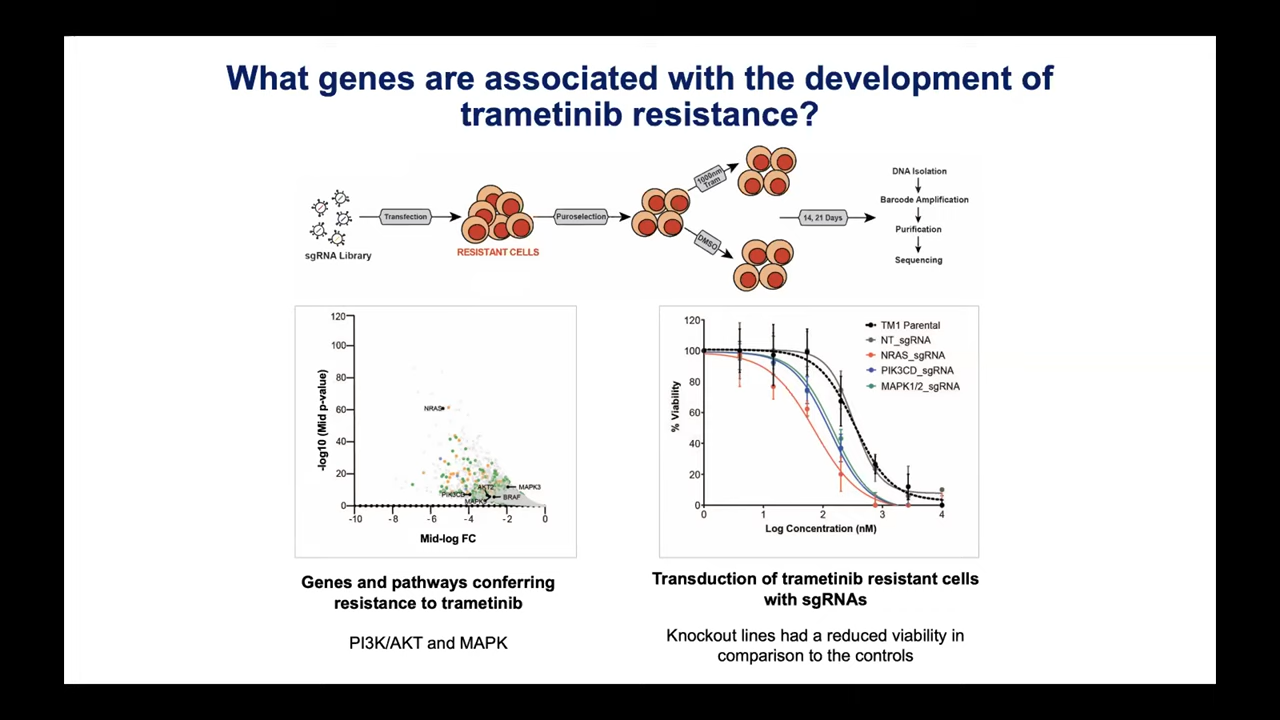 What genes are associated with the development of
trametinib resistance?
sgRNA Library
Transfection
RESISTANT CELLS
Puroselection
1000nm
Tram
DMSO
14, 21 Days
DNA Isolation
Barcode Amplification
Purification
Sequencing
120
100
80
60
40
20
0
-log10 (Mid p-value)
NRAS
PIK3CD
AKT2
MAPK3
BRAF
-10
-8
-6
-4
-2
0
Mid-log FC
120
100
80
60
40
20
0
% Viability
TM1 Parental
NT_sgRNA
NRAS_sgRNA
PIK3CD_sgRNA
MAPK1/2_sgRNA
0
1
2
3
4
Log Concentration (nM)
Genes and pathways conferring
resistance to trametinib
PI3K/AKT and MAPK
Transduction of trametinib resistant cells
with sgRNAs
Knockout lines had a reduced viability in
comparison to the controls